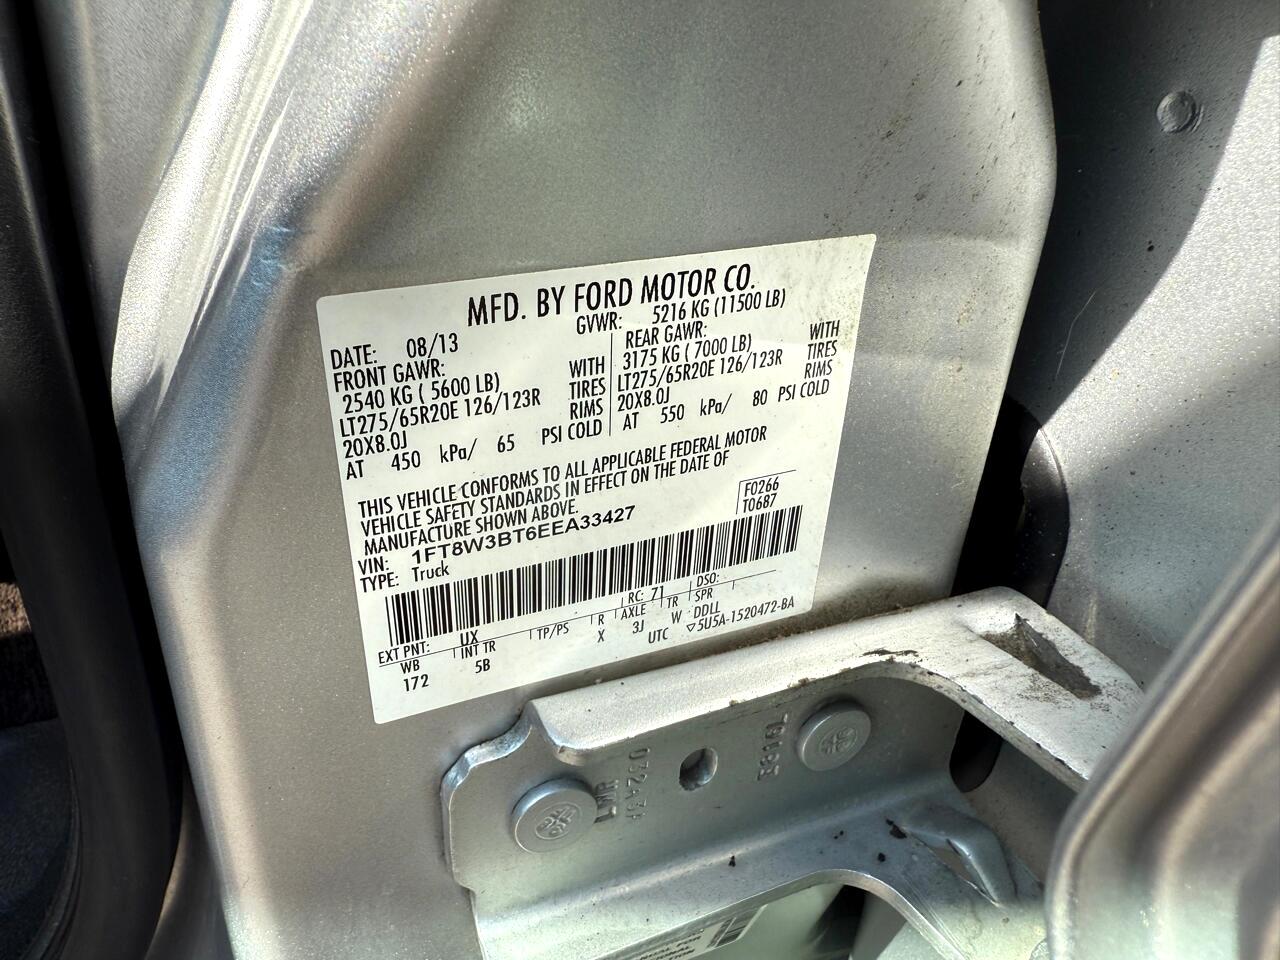 MFD. BY FORD MOTOR CO.
DATE: 08/13 GVWR: 5216 KG (11500 LB)
FRONT GAWR: REAR GAWR:
2540 KG ( 5600 LB) WITH 3175 KG ( 7000 LB) WITH
LT275/65R20E 126/123R TIRES LT275/65R20E 126/123R TIRES
20X8.0J RIMS 20X8.0J RIMS
AT 450 kPa/ 65 PSI COLD AT 550 kPa/ 80 PSI COLD
THIS VEHICLE CONFORMS TO ALL APPLICABLE FEDERAL MOTOR
VEHICLE SAFETY STANDARDS IN EFFECT ON THE DATE OF
MANUFACTURE SHOWN ABOVE.
F0266
T0687
VIN: 1FT8W3BT6EEA33427
TYPE: Truck
EXT PNT: UX RC: 71 DSO:
WB INT TR TP/PS R AXLE TR SPR
172 5B X 3J W DDLL
UTC ▽5U5A-1520472-BA
LWR